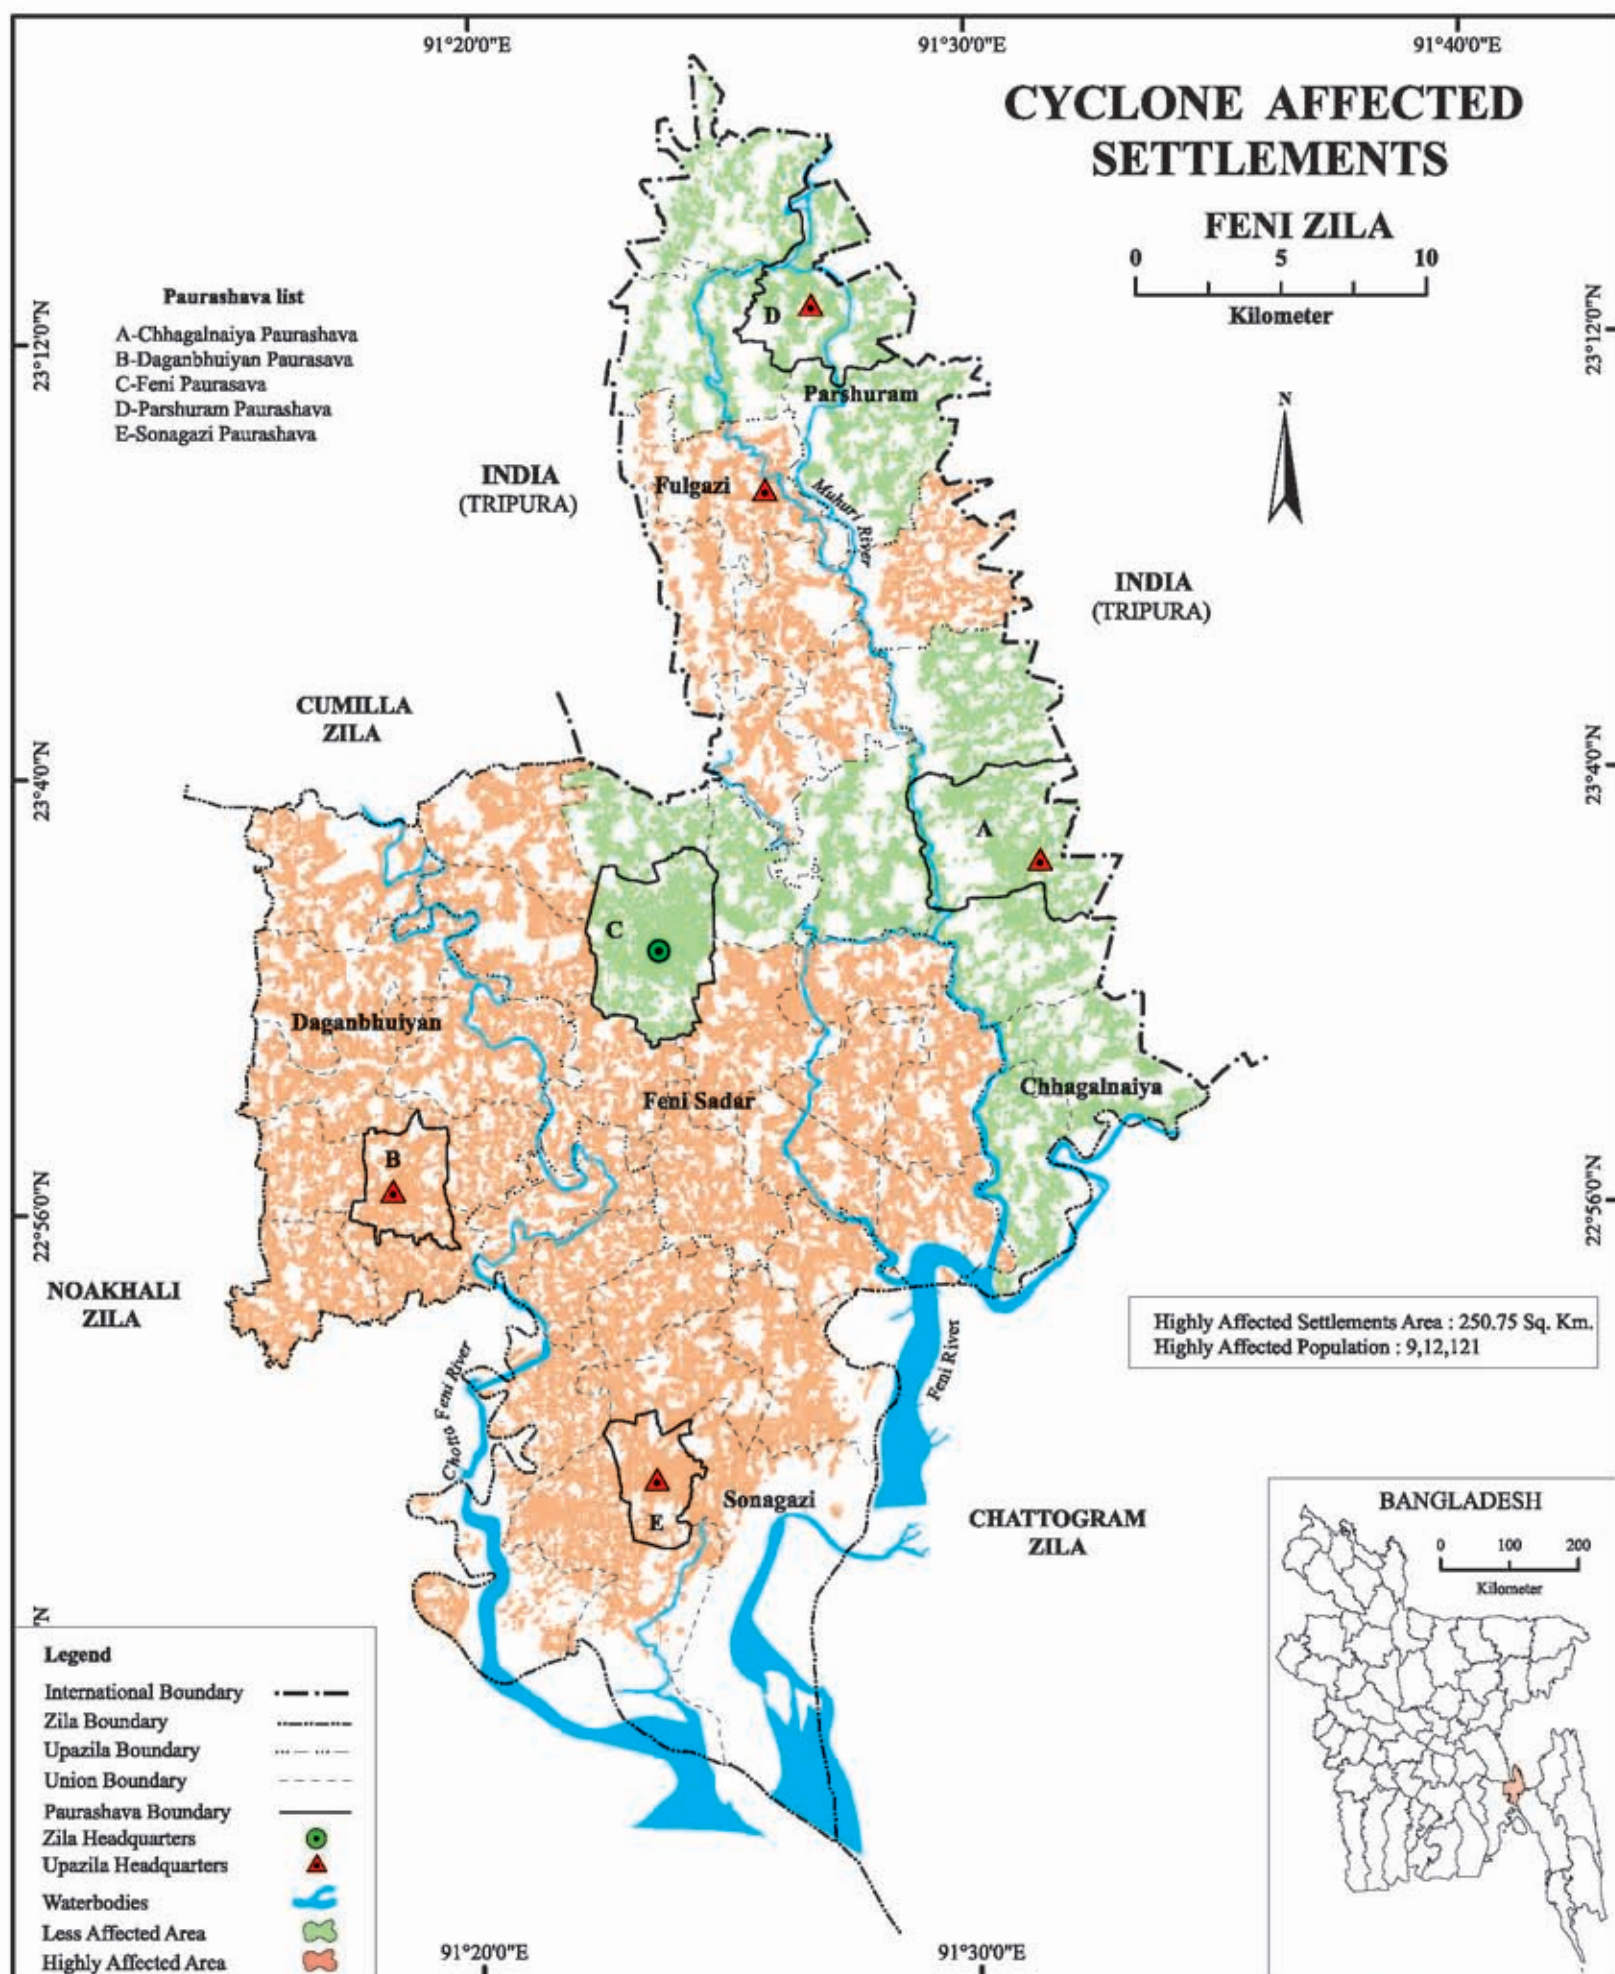 91°20'0"E
91°30'0"E
91°40'0"E
CYCLONE AFFECTED
SETTLEMENTS
FENI ZILA
0 5 10
Kilometer
Paurashava list
A-Chhagalnaiya Paurashava
B-Daganbhuiyan Paurasava
C-Feni Paurasava
D-Parshuram Paurashava
E-Sonagazi Paurashava
23°12'0"N
23°12'0"N
N
D
Parshuram
INDIA
(TRIPURA)
Fulgazi
Muhuri River
INDIA
(TRIPURA)
CUMILLA
ZILA
23°4'0"N
23°4'0"N
A
C
Daganbhuiyan
Feni Sadar
Chhagalnaiya
B
22°56'0"N
22°56'0"N
NOAKHALI
ZILA
Highly Affected Settlements Area : 250.75 Sq. Km.
Highly Affected Population : 9,12,121
Chotto Feni River
Feni River
Sonagazi
E
CHATTOGRAM
ZILA
BANGLADESH
0 100 200
Kilometer
"N
Legend
International Boundary
Zila Boundary
Upazila Boundary
Union Boundary
Paurashava Boundary
Zila Headquarters
Upazila Headquarters
Waterbodies
Less Affected Area
Highly Affected Area
91°20'0"E
91°30'0"E